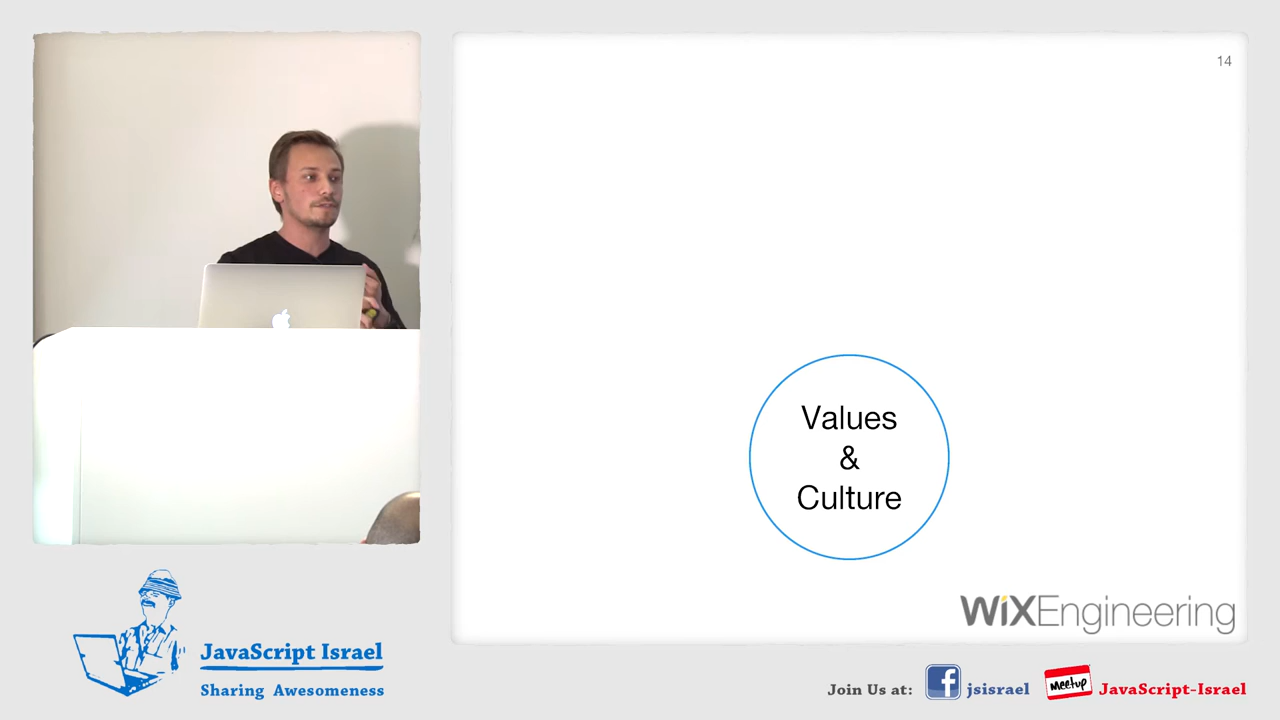 14
Values
&
Culture
WiXEngineering
JavaScript Israel
Sharing Awesomeness
Join Us at:
jsisrael
Meetup
JavaScript-Israel